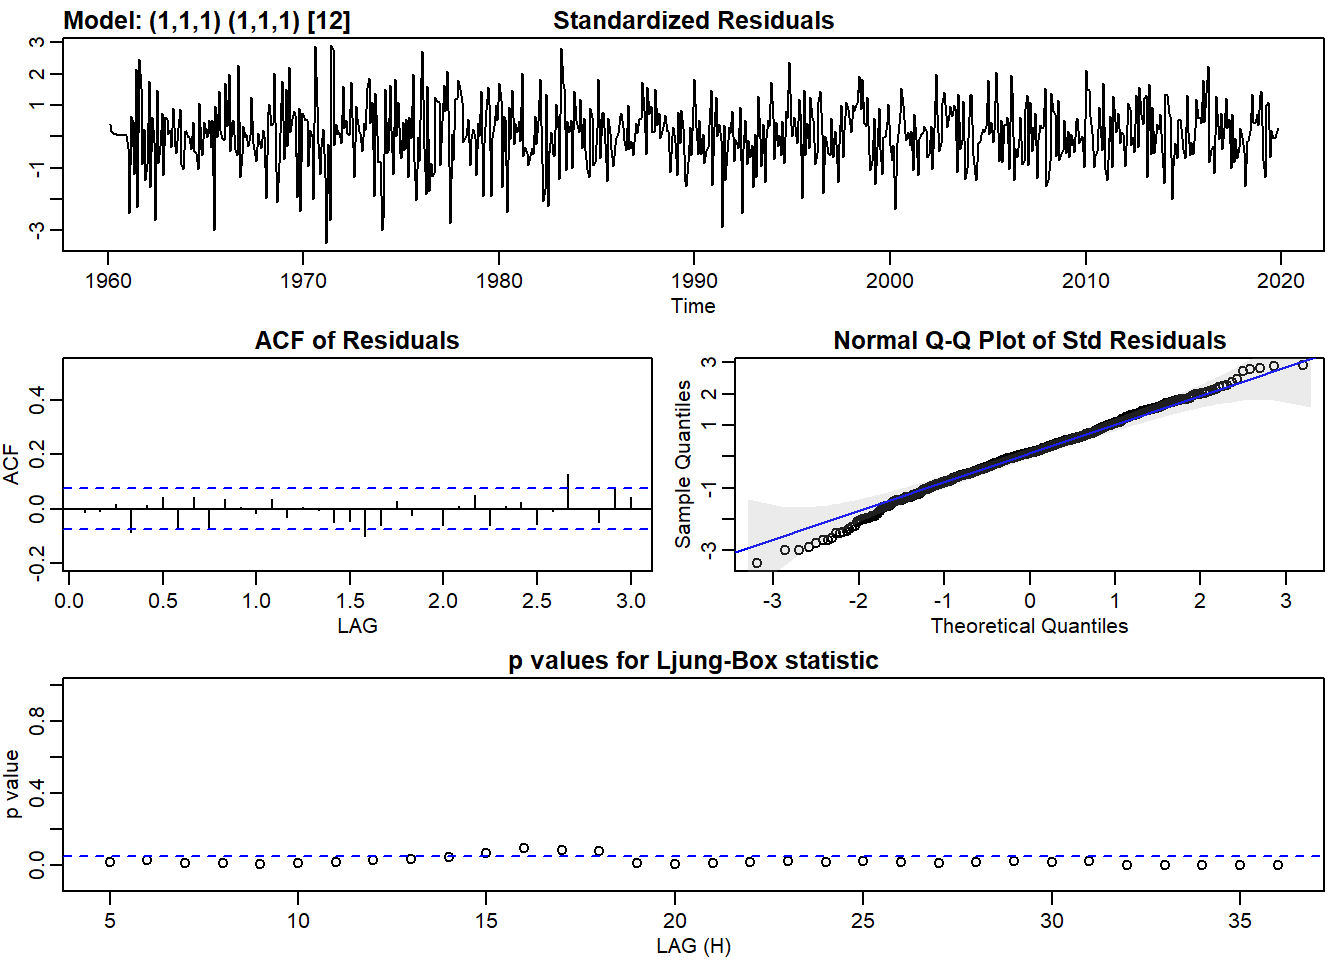 Model: (1,1,1) (1,1,1) [12]
Standardized Residuals
3
2
1
-1
-3
1960 1970 1980 1990 2000 2010 2020
Time
ACF of Residuals
ACF
0.4
0.2
0.0
-0.2
0.0 0.5 1.0 1.5 2.0 2.5 3.0
LAG
Normal Q-Q Plot of Std Residuals
Sample Quantiles
3
2
1
-1
-3
-3 -2 -1 0 1 2 3
Theoretical Quantiles
p values for Ljung-Box statistic
p value
0.8
0.4
0.0
5 10 15 20 25 30 35
LAG (H)